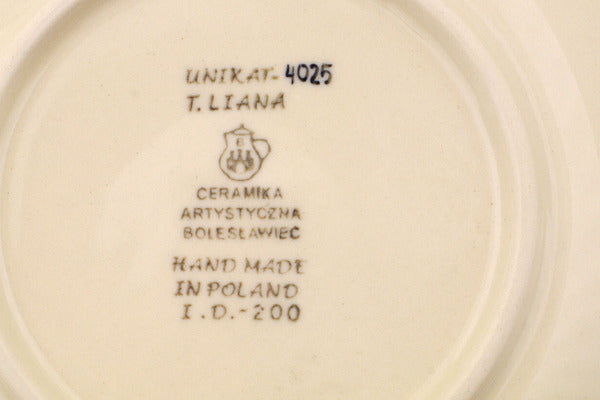 UNIKAT-4025
T.LIANA
B
CERAMIKA
ARTYSTYCZNA
BOLESŁAWIEC
HAND MADE
IN POLAND
I.D.-200